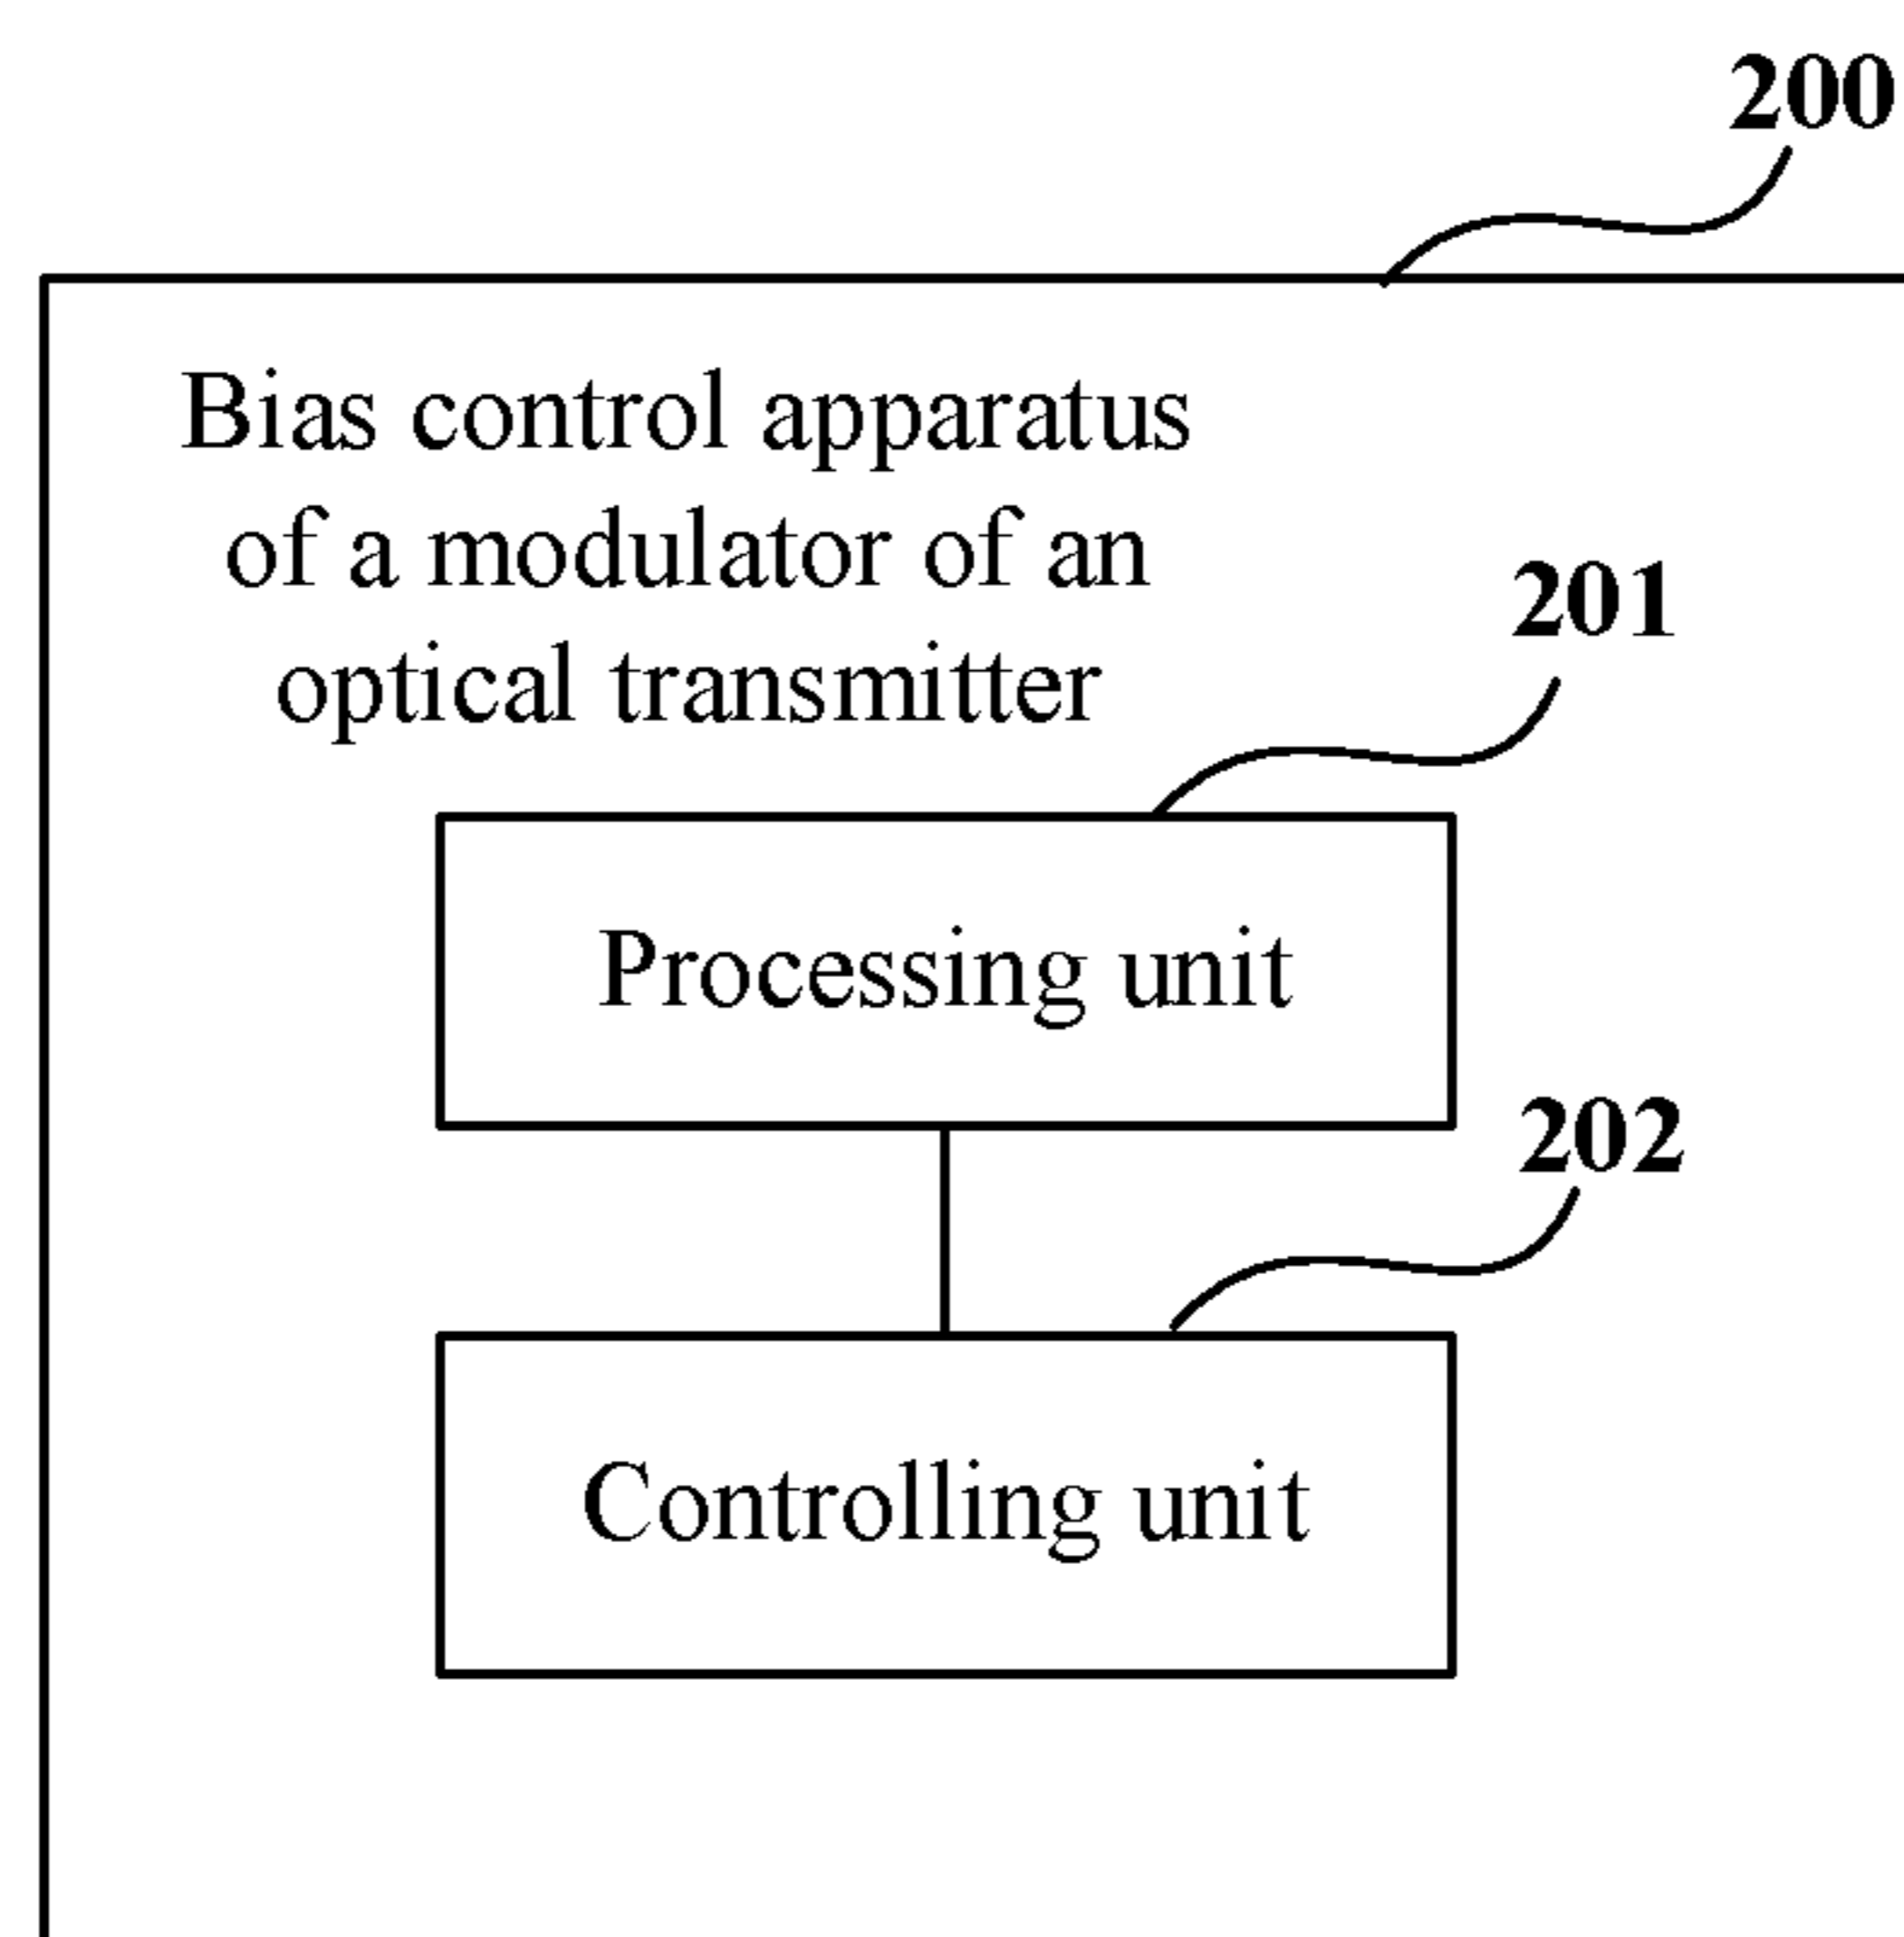 200
Bias control apparatus
of a modulator of an
optical transmitter
201
Processing unit
202
Controlling unit